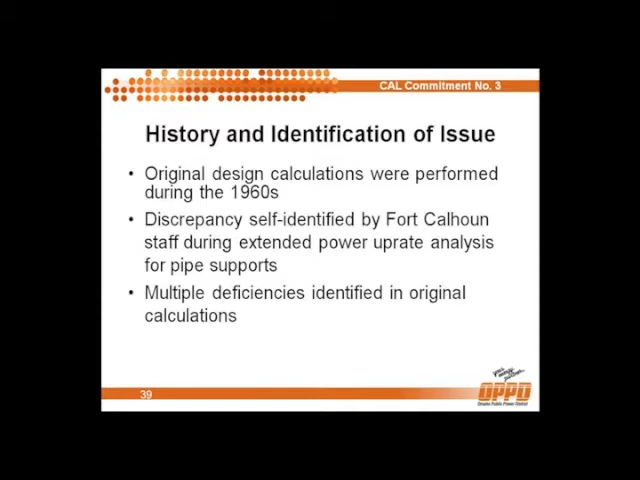 CAL Commitment No. 3
History and Identification of Issue
• Original design calculations were performed
during the 1960s
• Discrepancy self-identified by Fort Calhoun
staff during extended power uprate analysis
for pipe supports
• Multiple deficiencies identified in original
calculations
39
OPPD
Omaha Public Power District